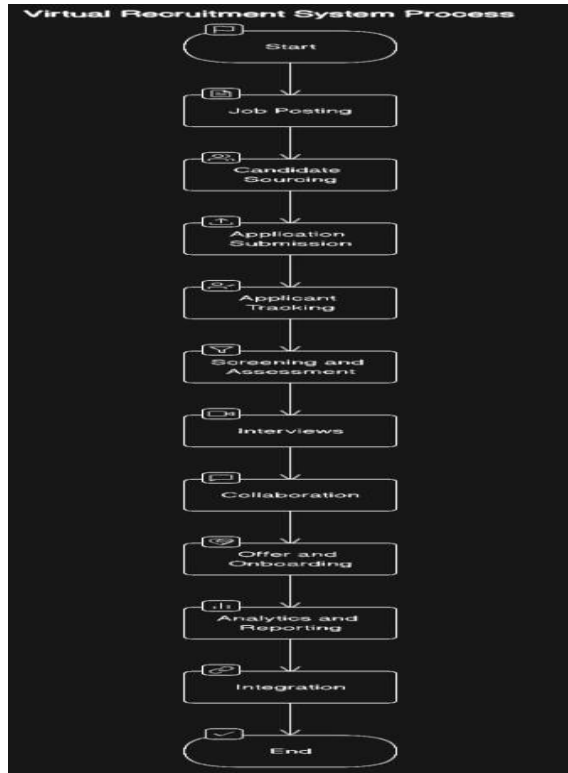 Virtual Recruitment System Process
Start
Job Posting
Candidate
Sourcing
Application
Submission
Applicant
Tracking
Screening and
Assessment
Interviews
Collaboration
Offer and
Onboarding
Analytics and
Reporting
Integration
End